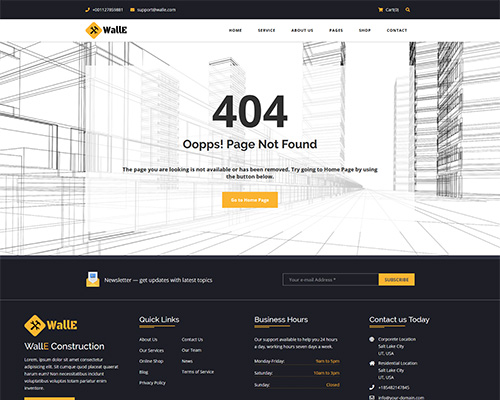 +001127859881 support@walle.com Cart(0)
WallE
HOME SERVICE ABOUT US PAGES SHOP CONTACT
404
Oopps! Page Not Found
The page you are looking is not available or has been removed. Try going to Home Page by using
the button below.
Go to Home Page
Newsletter — get updates with latest topics
Your e-mail Address *
SUBSCRIBE
WallE
WallE Construction
Lorem, ipsum dolor sit amet consectetur
adipisicing elit. Sit cumque quod placeat quaerat
incidunt voluptatibus incidunt voluptatibus
voluptas totam pariatur enim
inventore.
Quick Links
About Us
Our Services
Online Shop
Blog
Privacy Policy
Contact Us
Our Team
News
Terms of Service
Business Hours
Our support available to help you 24 hours
a day, working hours seven days a week.
Monday-Friday: 9am to 5pm
Saturday: 10am to 5pm
Sunday: Closed
Contact us Today
Corporate Location
Salt Lake City
UT, USA
Residential Location
Salt Lake City
UT, USA
+185482147845
info@your-domain.com